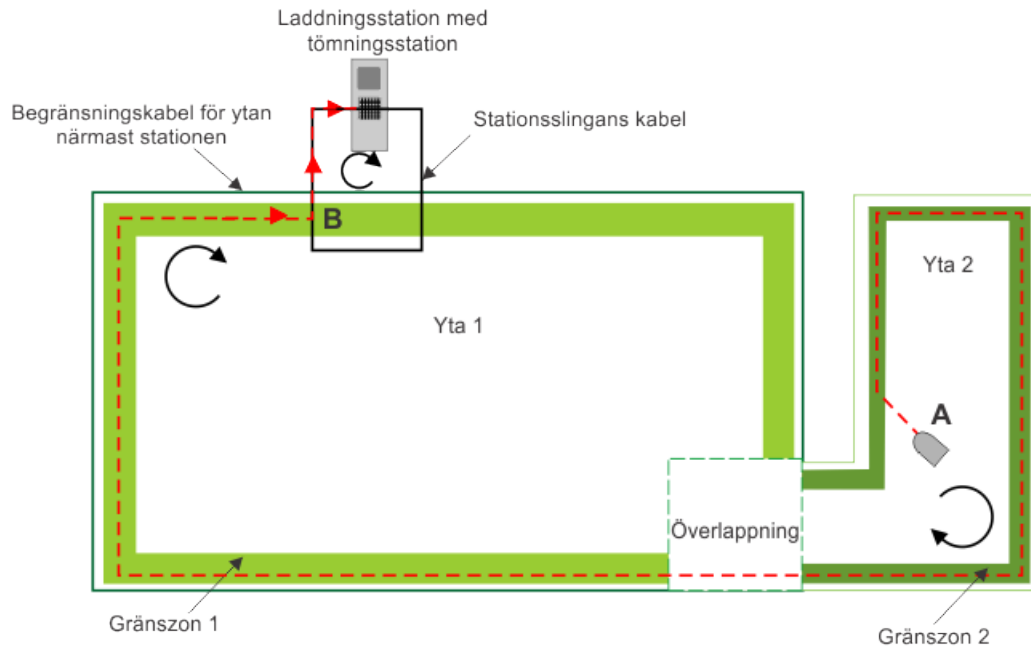 Laddningsstation med
tömningsstation
Begränsningskabel för ytan
närmast stationen
Stationsslingans kabel
B
Yta 2
Yta 1
A
Överlappning
Gränszon 1
Gränszon 2